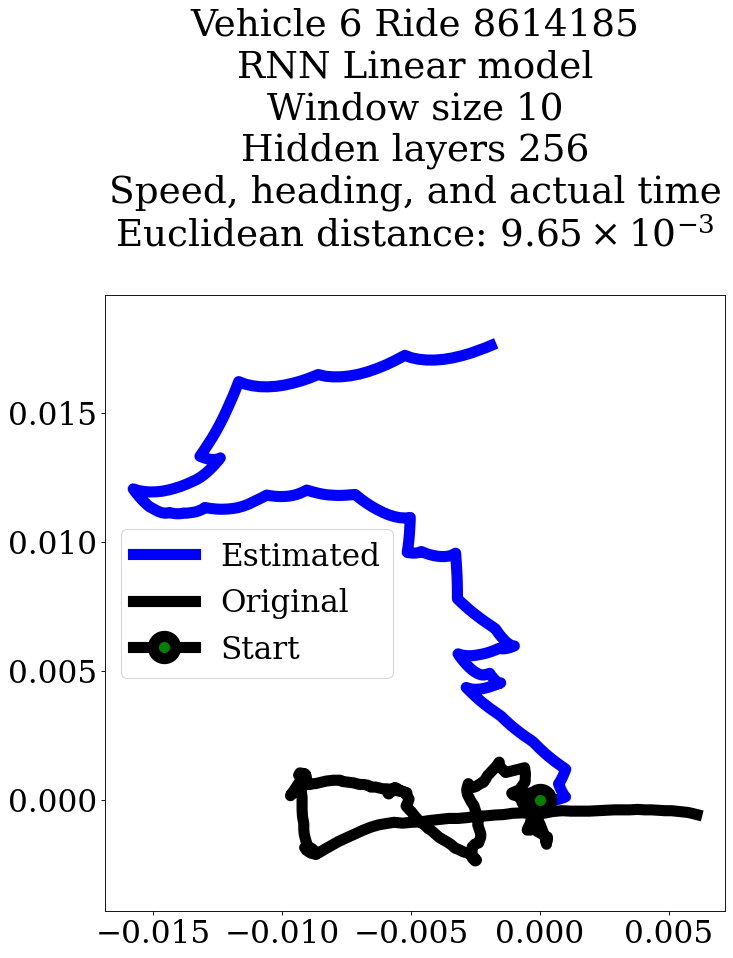 Vehicle 6 Ride 8614185
RNN Linear model
Window size 10
Hidden layers 256
Speed, heading, and actual time
Euclidean distance: 9.65 × 10⁻³
0.015
0.010
0.005
0.000
Estimated
Original
Start
−0.015 −0.010 −0.005 0.000 0.005